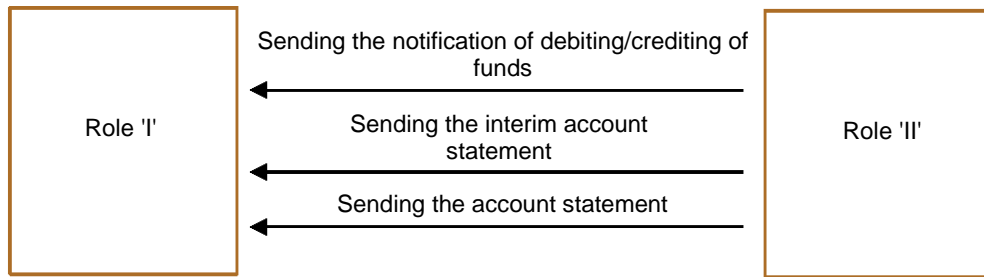 Sending the notification of debiting/crediting of
funds
Role 'I'
Role 'II'
Sending the interim account
statement
Sending the account statement